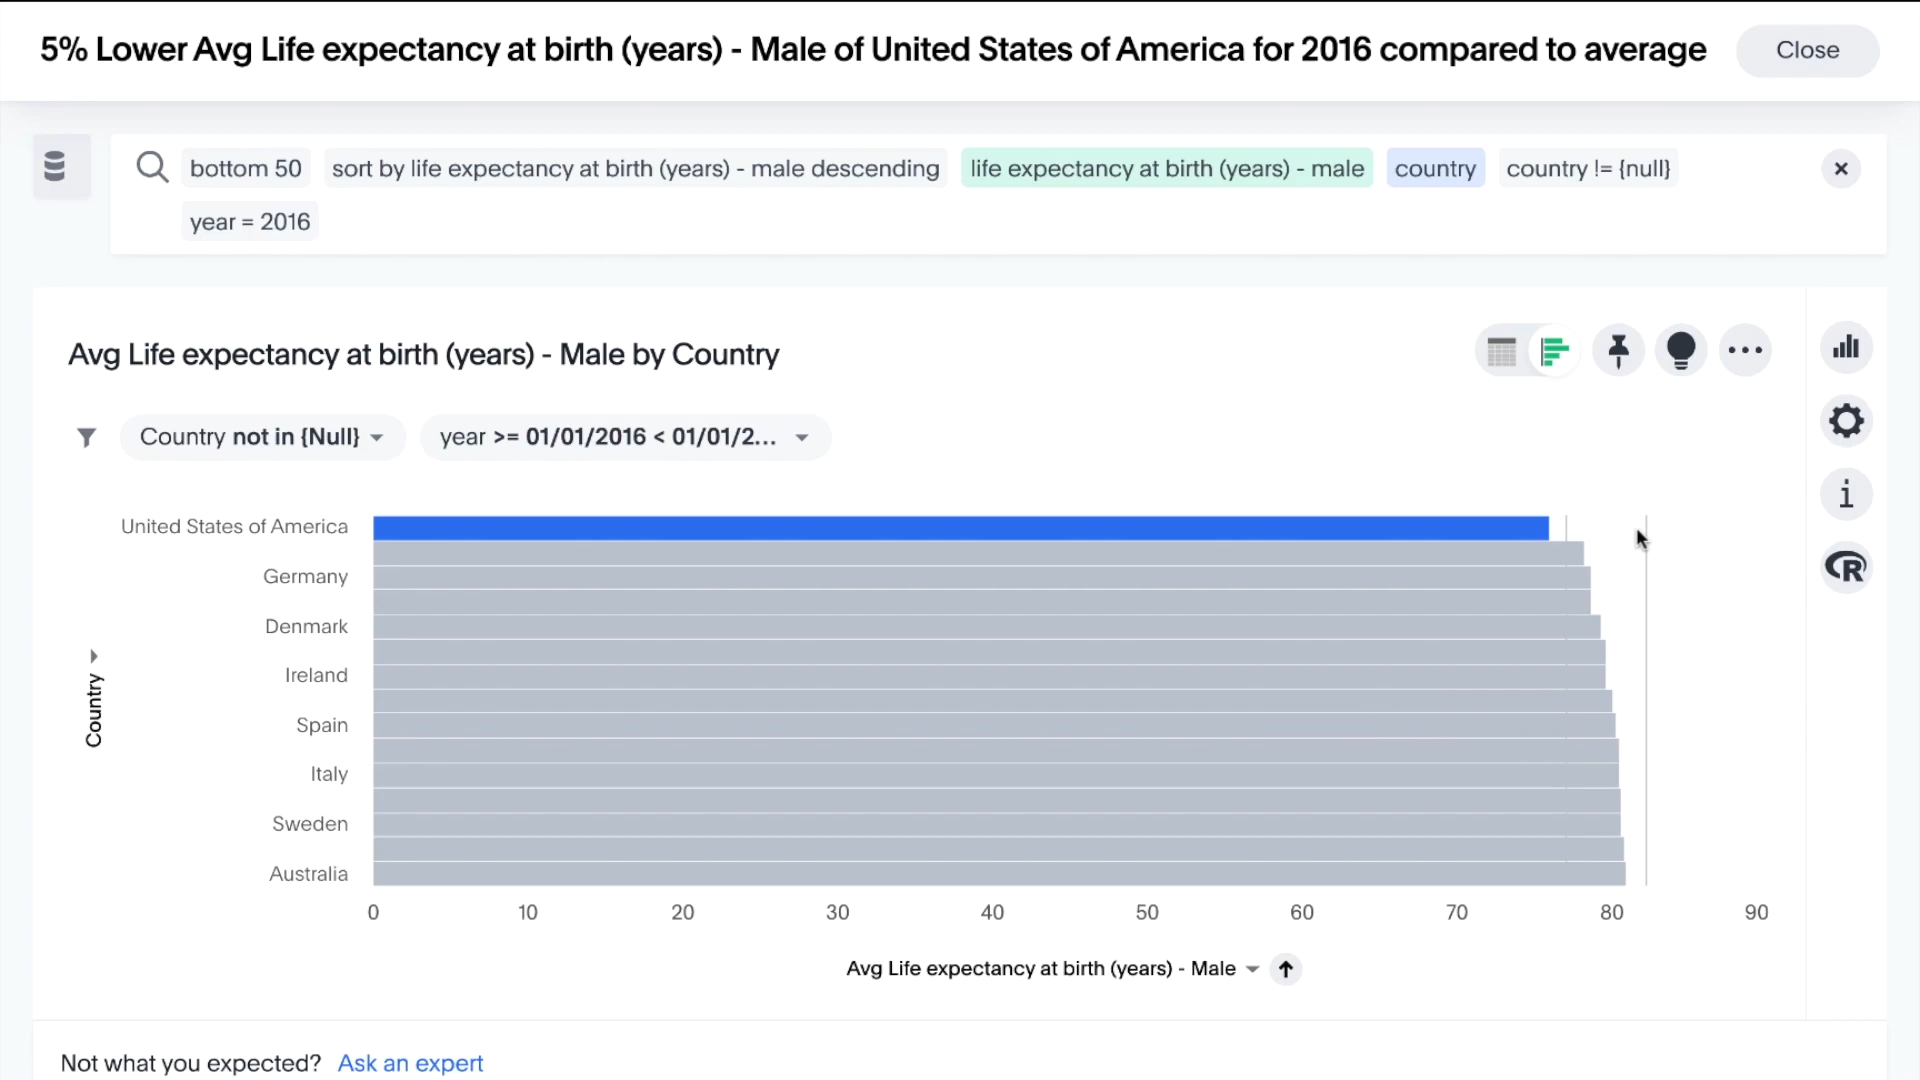 5% Lower Avg Life expectancy at birth (years) - Male of United States of America for 2016 compared to average
Close
bottom 50 sort by life expectancy at birth (years) - male descending life expectancy at birth (years) - male country country != {null}
year = 2016
Avg Life expectancy at birth (years) - Male by Country
Country not in {Null} year >= 01/01/2016 < 01/01/2...
United States of America
Germany
Denmark
Ireland
Spain
Italy
Sweden
Australia
Country
0 10 20 30 40 50 60 70 80 90
Avg Life expectancy at birth (years) - Male
i
R
Not what you expected? Ask an expert